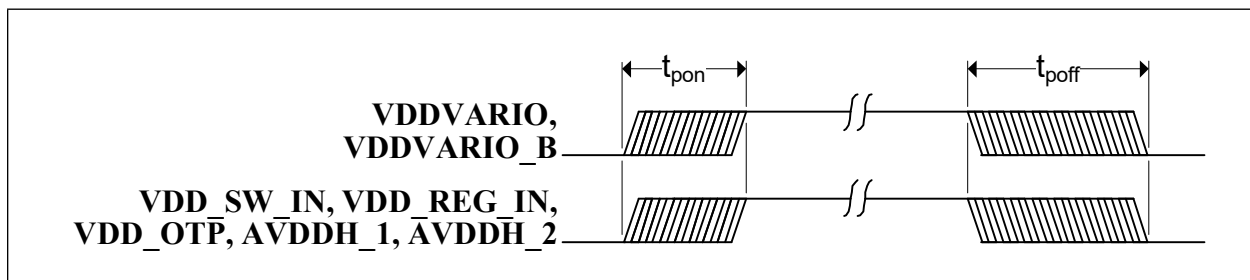 tpon
tpoff
VDDVARIO,
VDDVARIO_B
VDD_SW_IN, VDD_REG_IN,
VDD_OTP, AVDDH_1, AVDDH_2